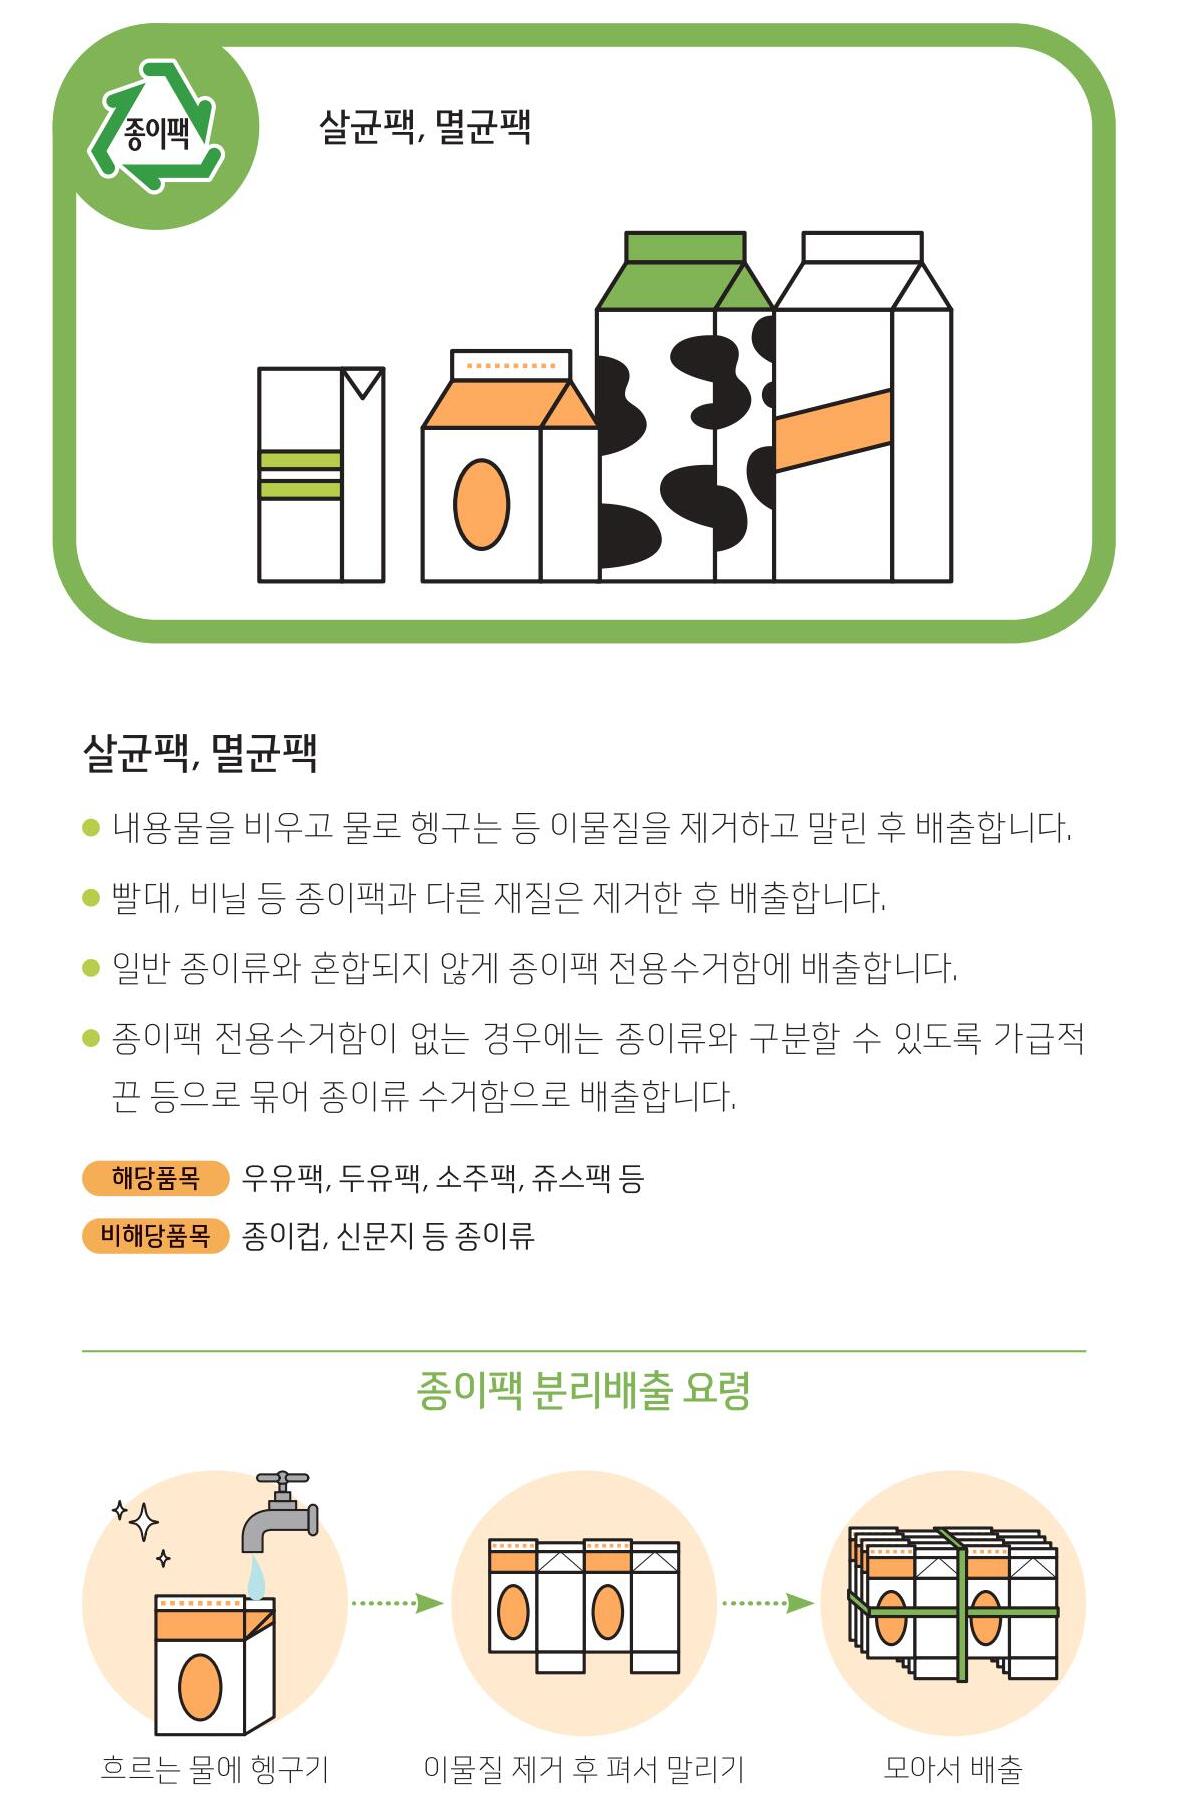 종이팩
살균팩, 멸균팩
살균팩, 멸균팩
내용물을 비우고 물로 헹구는 등 이물질을 제거하고 말린 후 배출합니다.
빨대, 비닐 등 종이팩과 다른 재질은 제거한 후 배출합니다.
일반 종이류와 혼합되지 않게 종이팩 전용수거함에 배출합니다.
종이팩 전용수거함이 없는 경우에는 종이류와 구분할 수 있도록 가급적
끈 등으로 묶어 종이류 수거함으로 배출합니다.
해당품목 우유팩, 두유팩, 소주팩, 쥬스팩 등
비해당품목 종이컵, 신문지 등 종이류
종이팩 분리배출 요령
흐르는 물에 헹구기
이물질 제거 후 펴서 말리기
모아서 배출